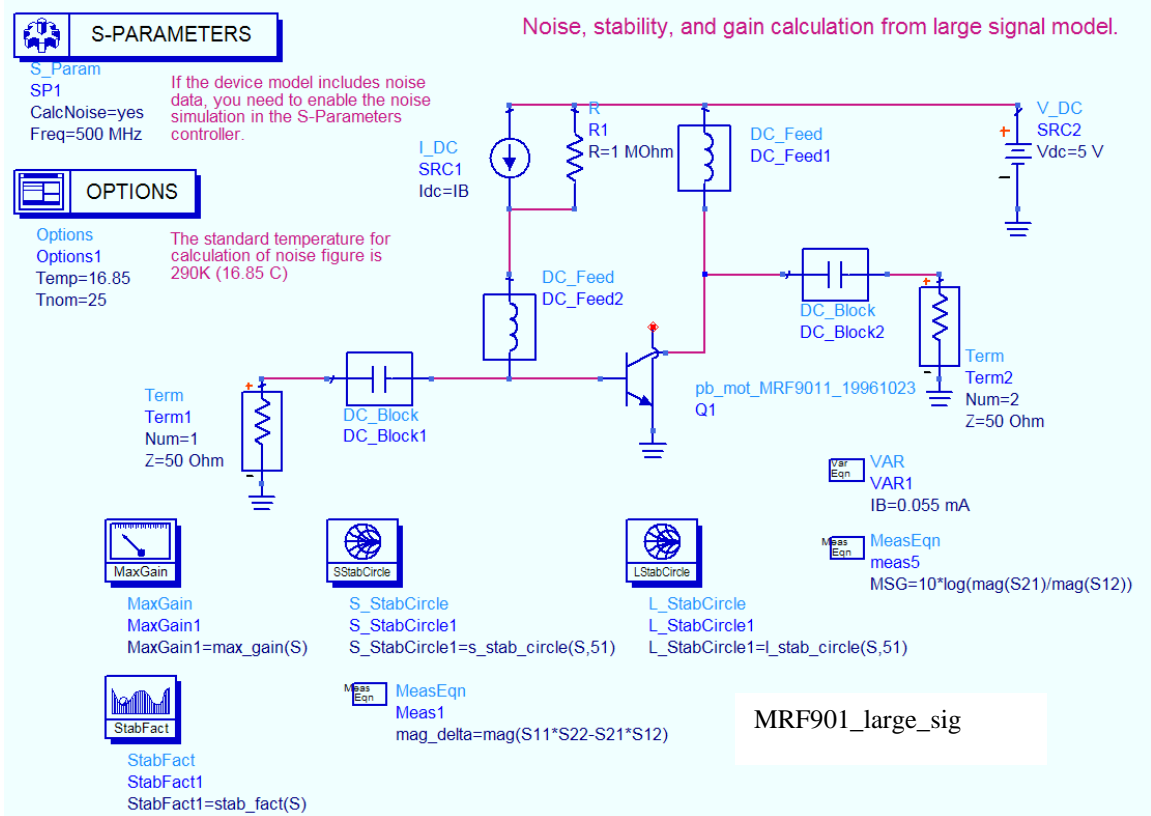 S-PARAMETERS
Noise, stability, and gain calculation from large signal model.
S_Param
SP1
CalcNoise=yes
Freq=500 MHz
If the device model includes noise
data, you need to enable the noise
simulation in the S-Parameters
controller.
OPTIONS
Options
Options1
Temp=16.85
Tnom=25
The standard temperature for
calculation of noise figure is
290K (16.85 C)
I_DC
SRC1
Idc=IB
R
R1
R=1 MOhm
DC_Feed
DC_Feed1
+
V_DC
SRC2
Vdc=5 V
DC_Feed
DC_Feed2
DC_Block
DC_Block2
+
Term
Term2
Num=2
Z=50 Ohm
pb_mot_MRF9011_19961023
Q1
+
Term
Term1
Num=1
Z=50 Ohm
DC_Block
DC_Block1
Var
Eqn
VAR
VAR1
IB=0.055 mA
Meas
Eqn
MeasEqn
meas5
MSG=10*log(mag(S21)/mag(S12))
MaxGain
MaxGain
MaxGain1
MaxGain1=max_gain(S)
SStabCircle
S_StabCircle
S_StabCircle1
S_StabCircle1=s_stab_circle(S,51)
LStabCircle
L_StabCircle
L_StabCircle1
L_StabCircle1=l_stab_circle(S,51)
StabFact
StabFact
StabFact1
StabFact1=stab_fact(S)
Meas
Eqn
MeasEqn
Meas1
mag_delta=mag(S11*S22-S21*S12)
MRF901_large_sig